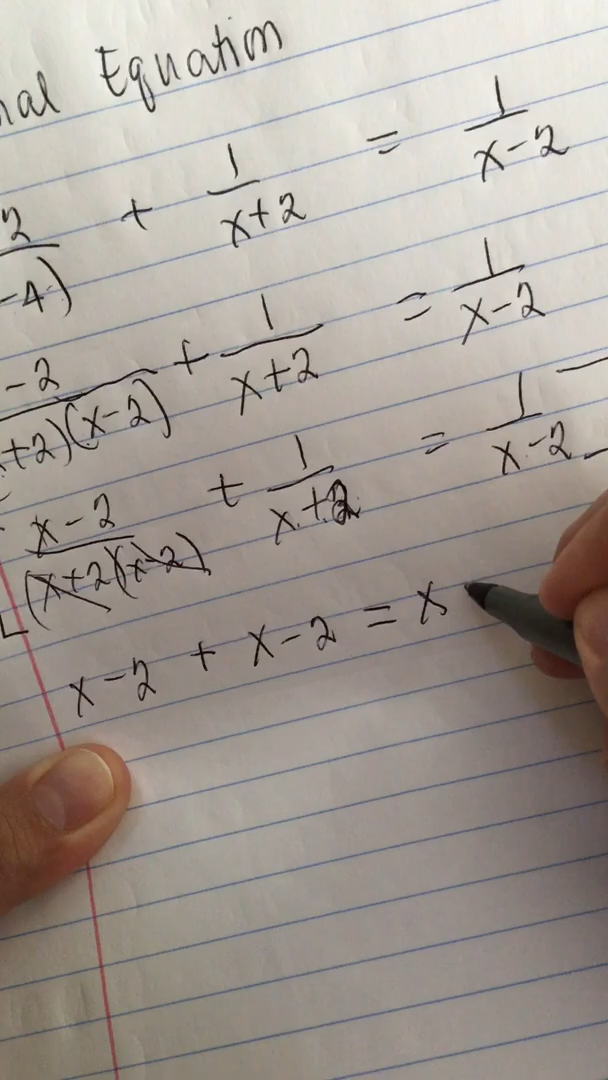 Equation
2/-4) + 1/x+2 = 1/x-2
-2/+2)(x-2) + 1/x+2 = 1/x-2
x-2/(x+2)(x-2) + 1/x+2 = 1/x-2
x-2 + x-2 = x